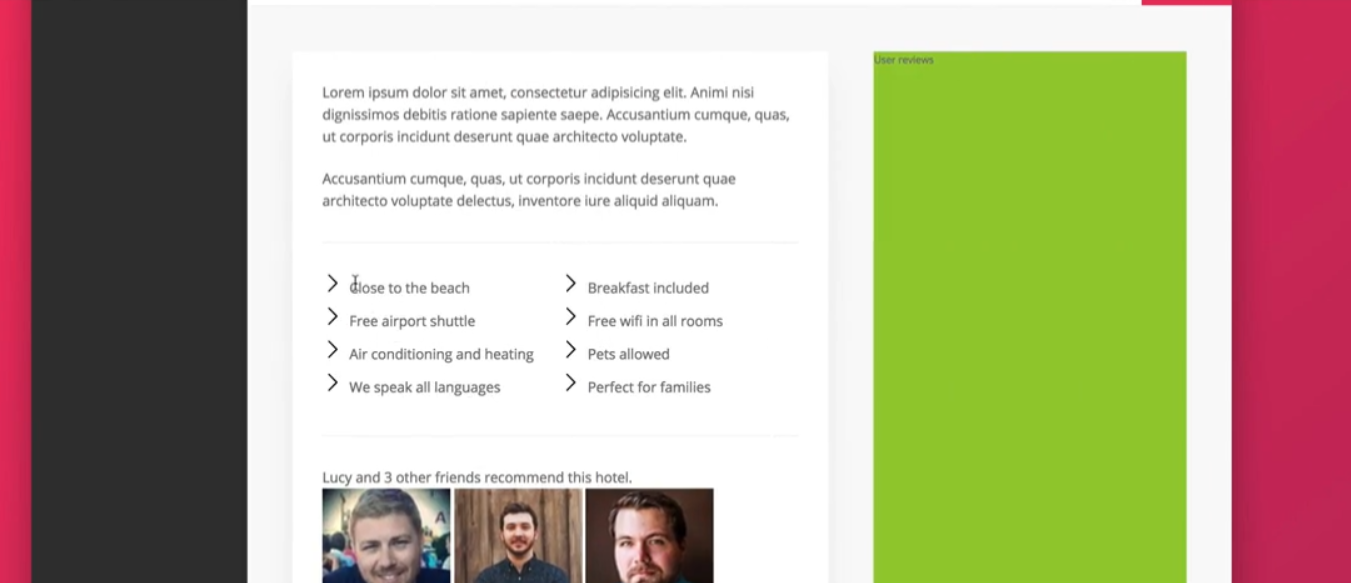 Lorem ipsum dolor sit amet, consectetur adipisicing elit. Animi nisi
dignissimos debitis ratione sapiente saepe. Accusantium cumque, quas,
ut corporis incidunt deserunt quae architecto voluptate.
Accusantium cumque, quas, ut corporis incidunt deserunt quae
architecto voluptate delectus, inventore iure aliquid aliquam.
Close to the beach
Free airport shuttle
Air conditioning and heating
We speak all languages
Breakfast included
Free wifi in all rooms
Pets allowed
Perfect for families
Lucy and 3 other friends recommend this hotel.
User reviews